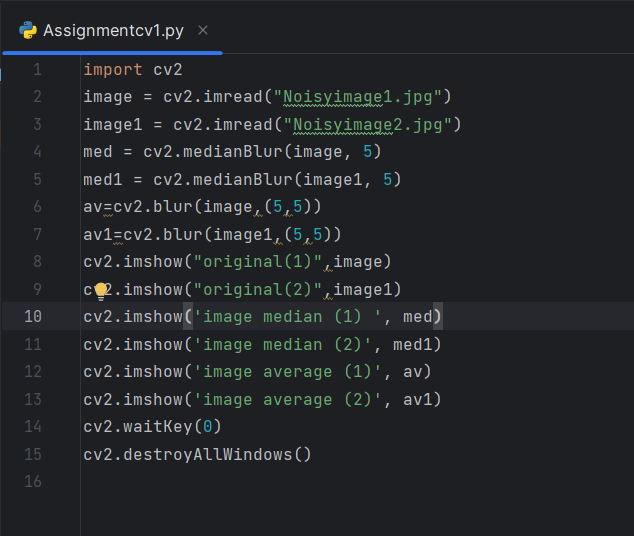 Assignmentcv1.py
1 import cv2
2 image = cv2.imread("Noisyimage1.jpg")
3 image1 = cv2.imread("Noisyimage2.jpg")
4 med = cv2.medianBlur(image, 5)
5 med1 = cv2.medianBlur(image1, 5)
6 av=cv2.blur(image,(5,5))
7 av1=cv2.blur(image1,(5,5))
8 cv2.imshow("original(1)",image)
9 cv2.imshow("original(2)",image1)
10 cv2.imshow('image median (1) ', med)
11 cv2.imshow('image median (2)', med1)
12 cv2.imshow('image average (1)', av)
13 cv2.imshow('image average (2)', av1)
14 cv2.waitKey(0)
15 cv2.destroyAllWindows()
16